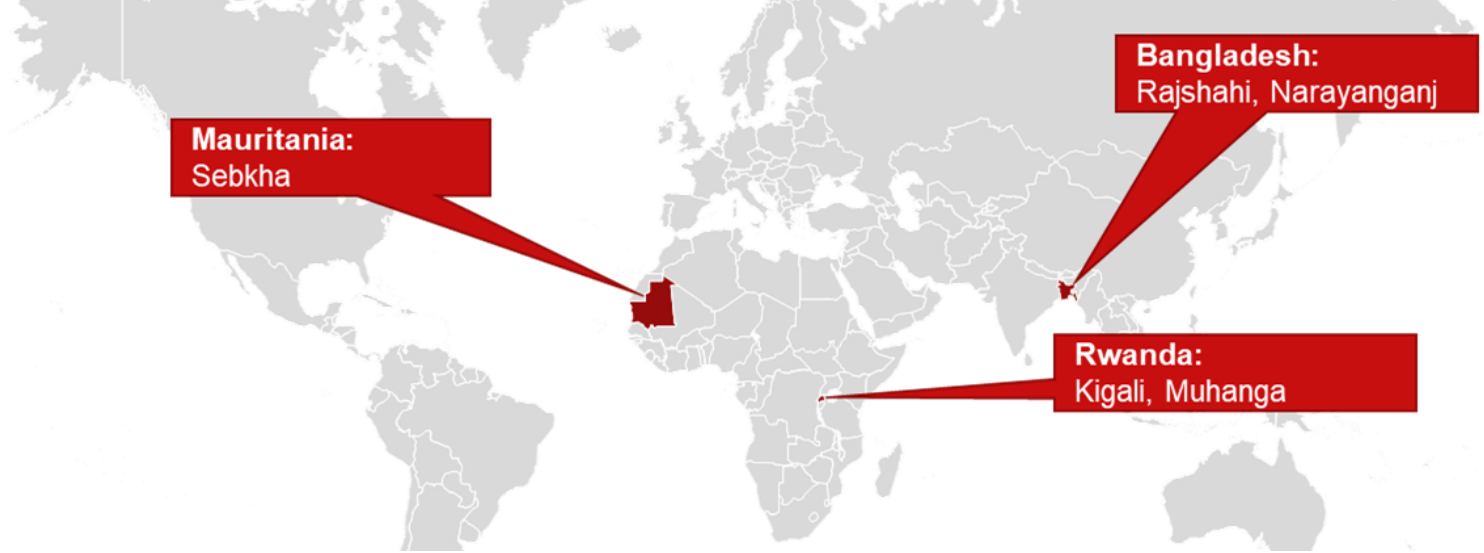 Bangladesh:
Rajshahi, Narayanganj
Mauritania:
Sebkha
Rwanda:
Kigali, Muhanga